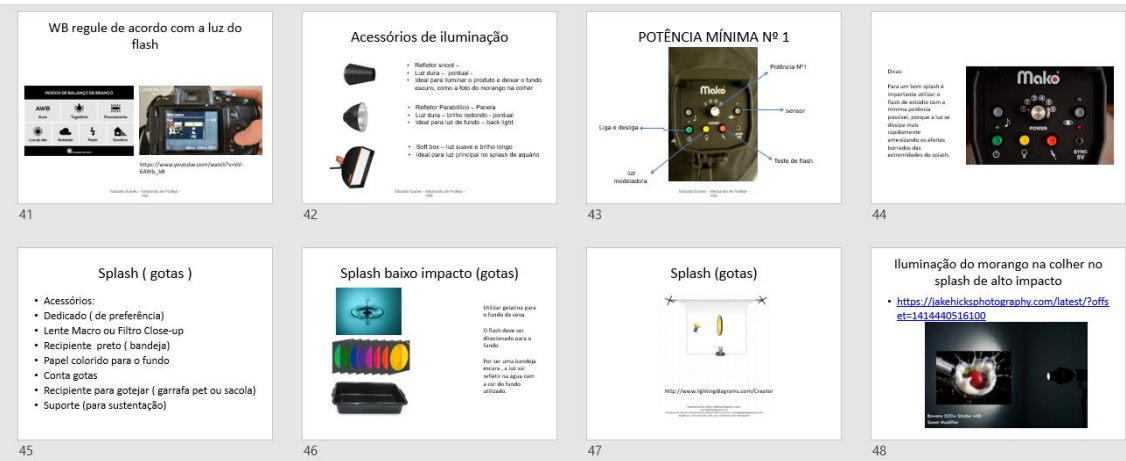 WB regule de acordo com a luz do
flash
MODOS DE BALANÇO DE BRANCO
AWB
Auto
Tugstênio
Fluorescente
Luz do dia
Nublado
Flash
Sombra
https://www.youtube.com/watch?v=bV-
41
Acessórios de iluminação
• Refletor snoot –
• Luz dura – pontual -
• Ideal para iluminar o produto e deixar o fundo
escuro, como a foto do morango na colher
• Refletor Parabólico – Panela
• Luz dura – brilho redondo - pontual
• Ideal para luz de fundo – back light
• Soft box – luz suave e brilho longo
• Ideal para luz principal no splash de aquário
42
POTÊNCIA MÍNIMA Nº 1
Potência Nº1
Mako
sensor
Liga e desliga
Teste de flash
luz
modeladora
43
Dicas:
Para um bom splash é
importante utilizar o
flash de estúdio com a
mínima potência
possível, porque a luz se
dissipa mais
rapidamente
amenizando os efeitos
borrados das
extremidades do splash.
Mako
POWER
SYNC
5V
44
Splash ( gotas )
• Acessórios:
• Dedicado ( de preferência)
• Lente Macro ou Filtro Close-up
• Recipiente preto ( bandeja)
• Papel colorido para o fundo
• Conta gotas
• Recipiente para gotejar ( garrafa pet ou sacola)
• Suporte (para sustentação)
45
Splash baixo impacto (gotas)
Utilizar gelatina para
o fundo da cena
O flash deve ser
direcionado para o
fundo
Por ser uma bandeja
escura , a luz vai
refletir na água com
a cor do fundo
utilizado.
46
Splash (gotas)
http://www.lightingdiagrams.com/Creator
47
Iluminação do morango na colher no
splash de alto impacto
• https://jakehicksphotography.com/latest/?offs
et=1414440516100
Bowens 500w Strobe with
Snoot Modifier
48